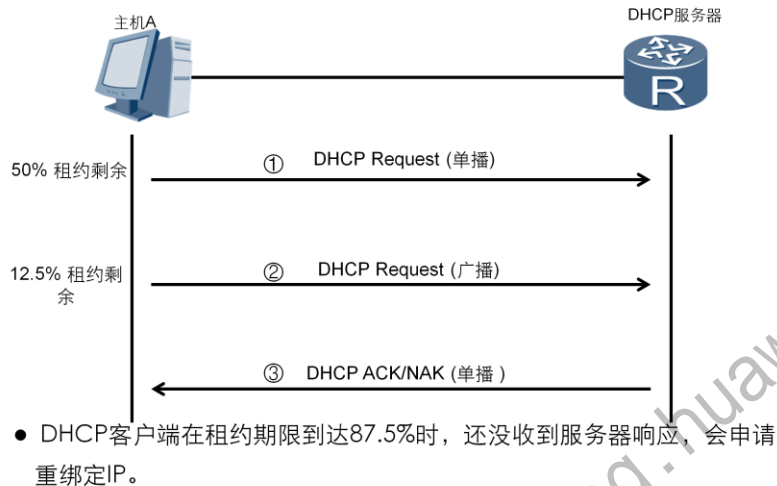 主机A
DHCP服务器
R
50% 租约剩余
① DHCP Request (单播)
12.5% 租约剩
余
② DHCP Request (广播)
③ DHCP ACK/NAK (单播 )
● DHCP客户端在租约期限到达87.5%时，还没收到服务器响应，会申请
重绑定IP。